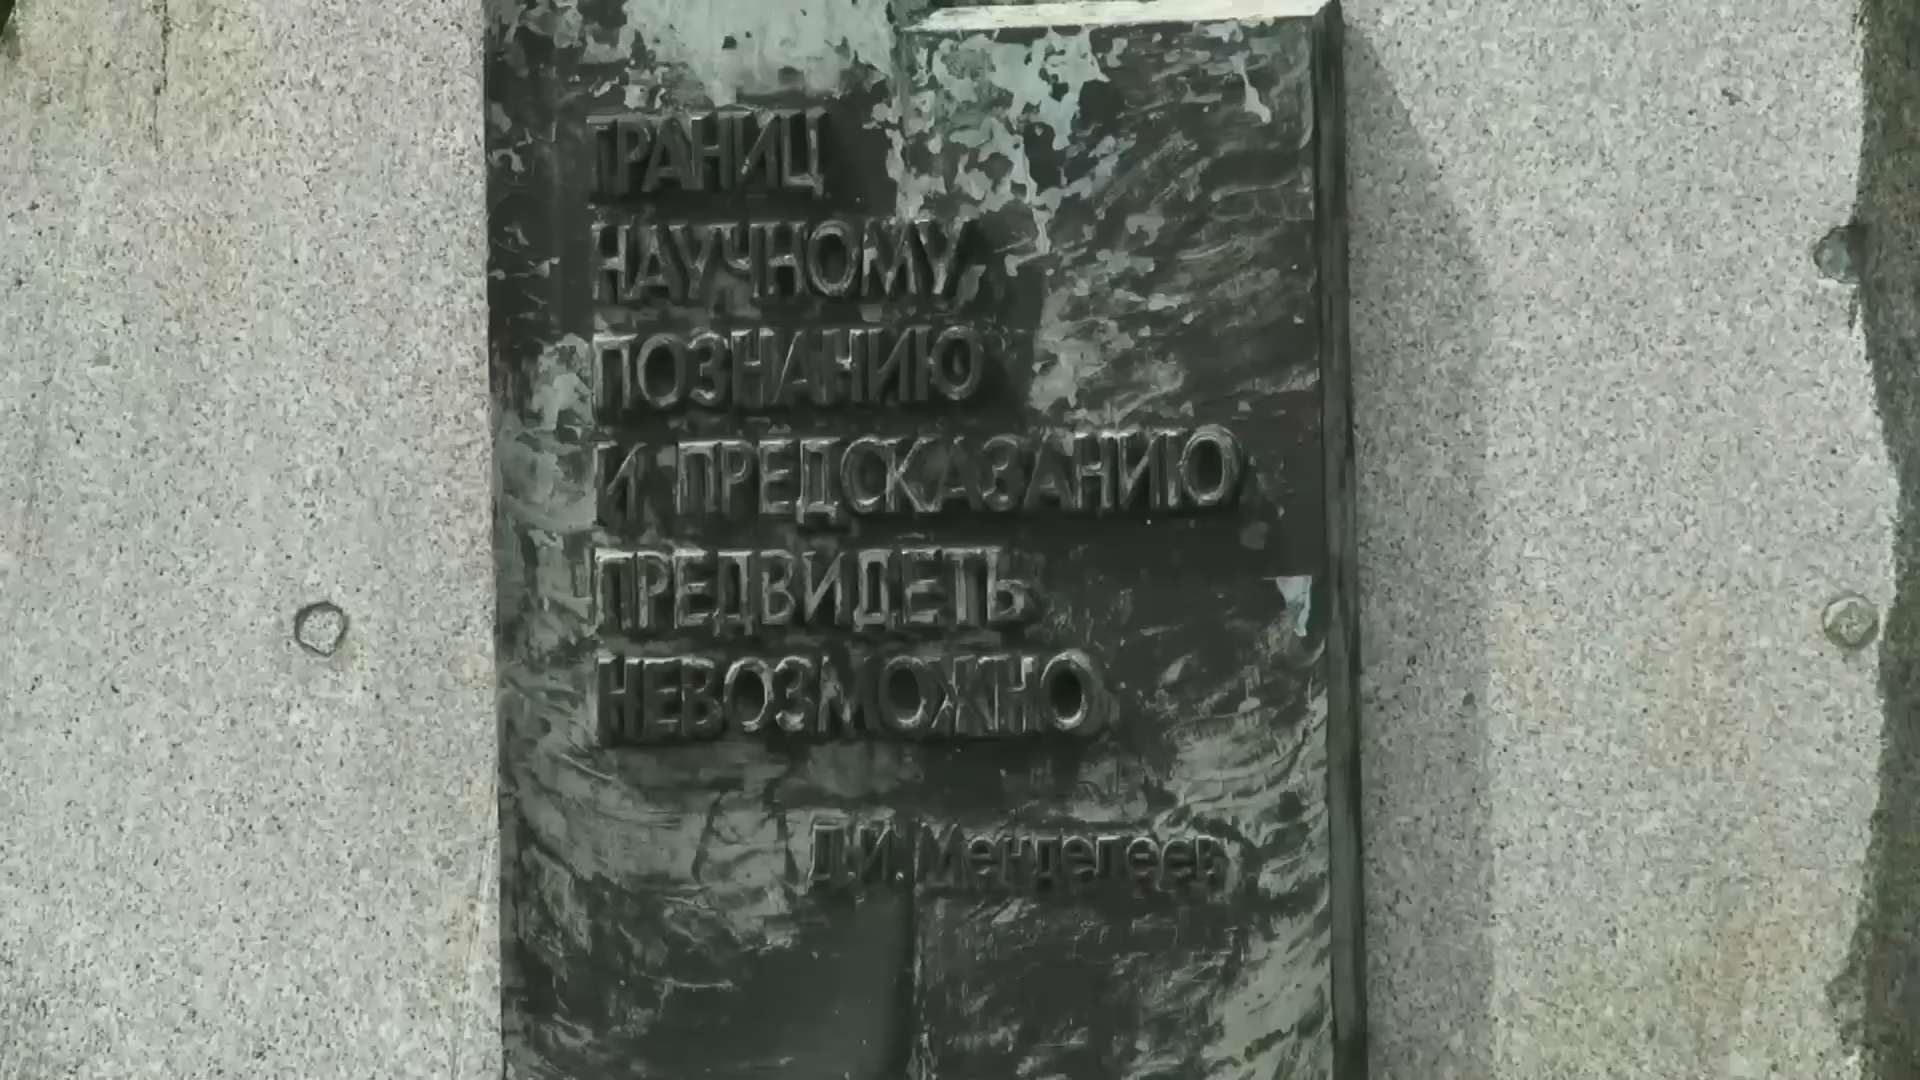 ГРАНИЦ
НАУЧНОМУ
ПОЗНАНИЮ
И ПРЕДСКАЗАНИЮ
ПРЕДВИДЕТЬ
НЕВОЗМОЖНО
Д.И. Менделеев